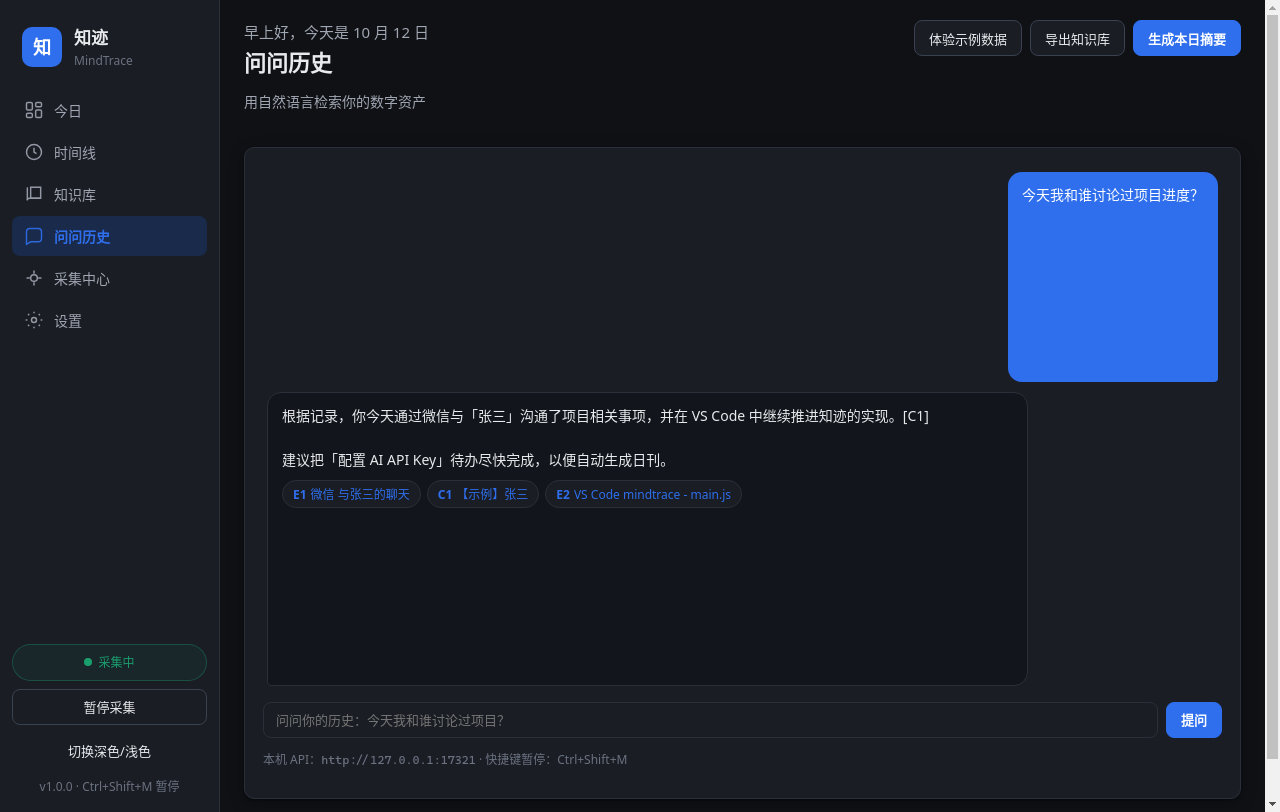 知
知迹
MindTrace
今日
时间线
知识库
问问历史
采集中心
设置
采集中
暂停采集
切换深色/浅色
v1.0.0 · Ctrl+Shift+M 暂停
早上好，今天是 10 月 12 日
问问历史
用自然语言检索你的数字资产
体验示例数据
导出知识库
生成本日摘要
今天我和谁讨论过项目进度？
根据记录，你今天通过微信与「张三」沟通了项目相关事项，并在 VS Code 中继续推进知迹的实现。[C1]
建议把「配置 AI API Key」待办尽快完成，以便自动生成日刊。
E1 微信 与张三的聊天
C1 【示例】张三
E2 VS Code mindtrace - main.js
问问你的历史：今天我和谁讨论过项目？
提问
本机 API：http://127.0.0.1:17321 · 快捷键暂停：Ctrl+Shift+M